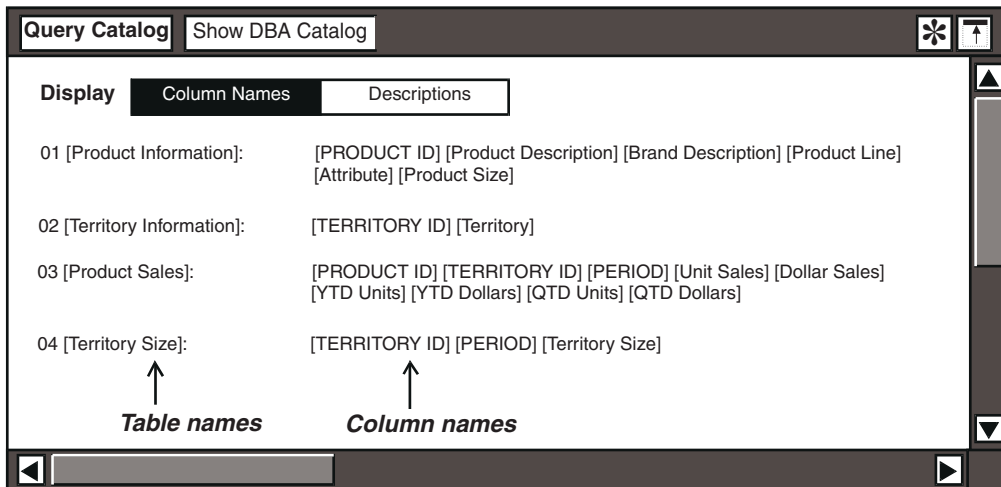 Query Catalog Show DBA Catalog
Display Column Names Descriptions
01 [Product Information]: [PRODUCT ID] [Product Description] [Brand Description] [Product Line]
[Attribute] [Product Size]
02 [Territory Information]: [TERRITORY ID] [Territory]
03 [Product Sales]: [PRODUCT ID] [TERRITORY ID] [PERIOD] [Unit Sales] [Dollar Sales]
[YTD Units] [YTD Dollars] [QTD Units] [QTD Dollars]
04 [Territory Size]: [TERRITORY ID] [PERIOD] [Territory Size]
Table names Column names